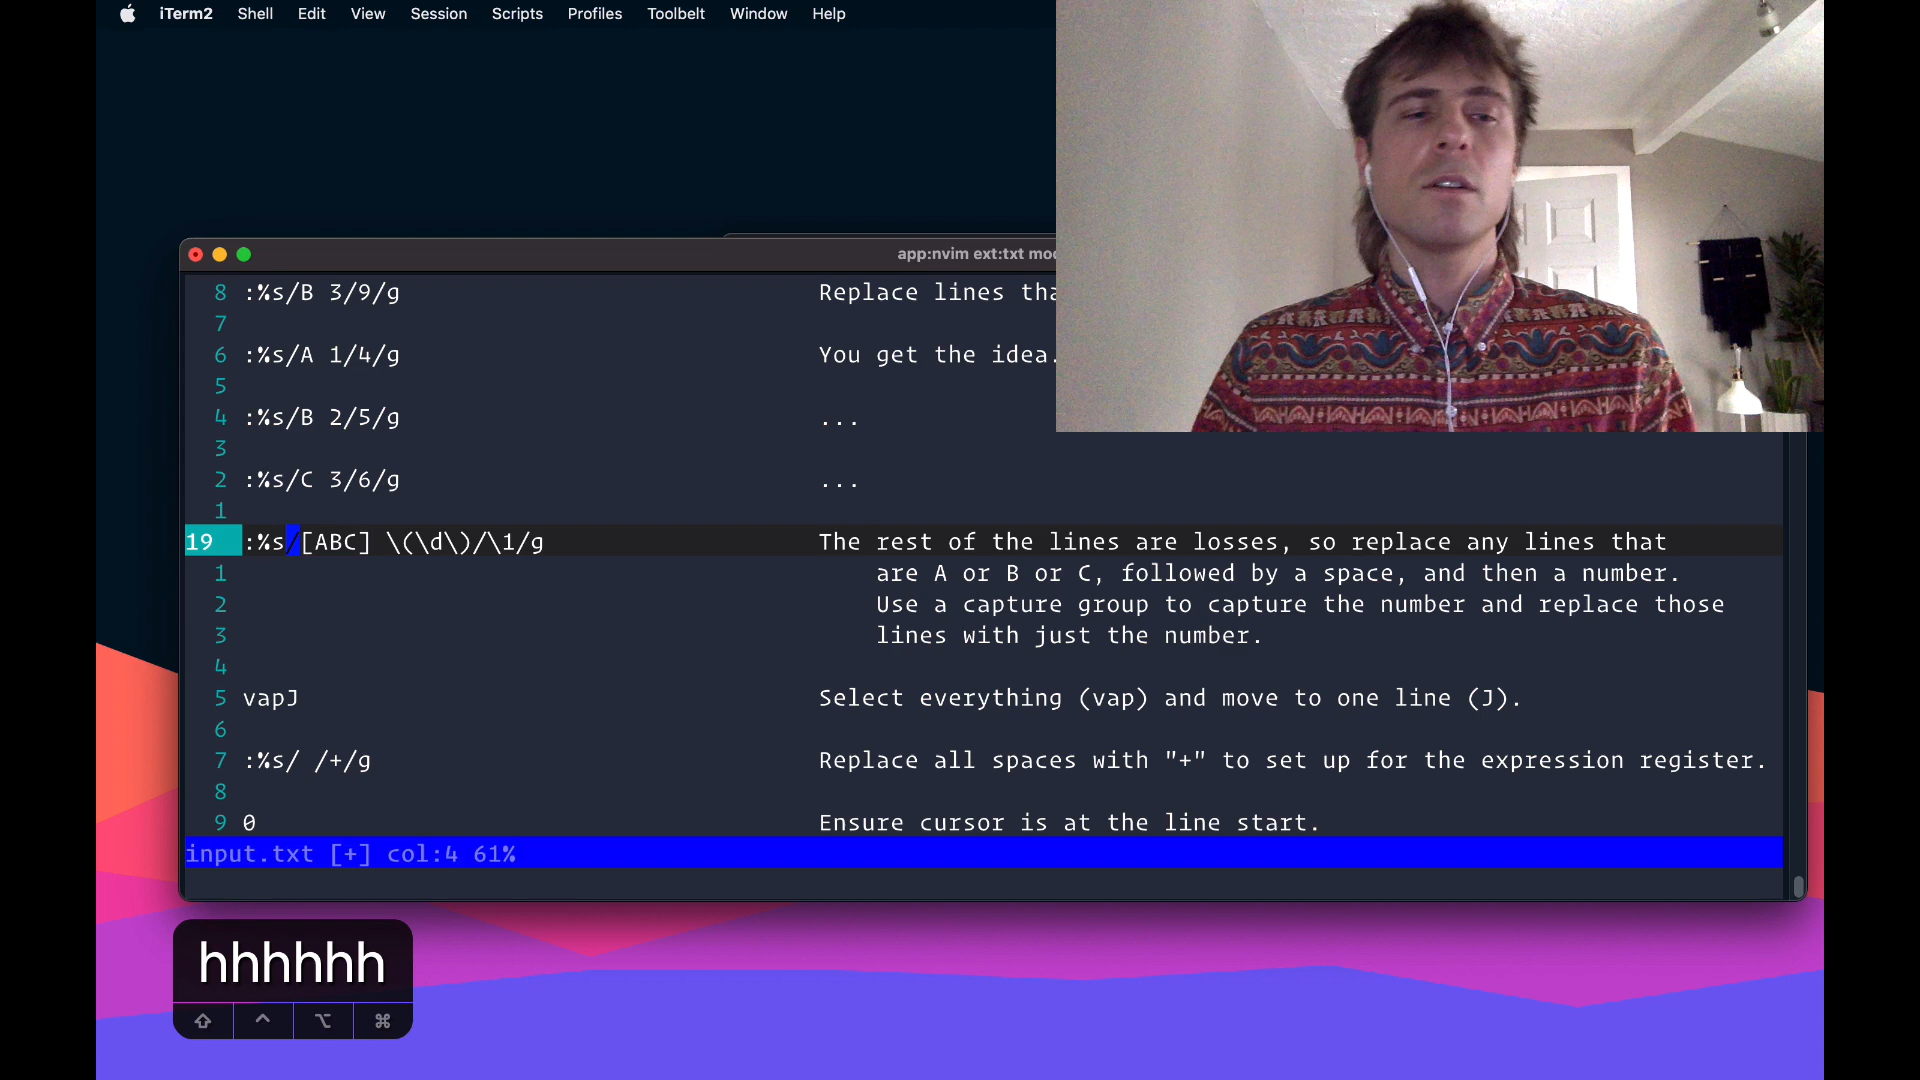 iTerm2 Shell Edit View Session Scripts Profiles Toolbelt Window Help
app:nvim ext:txt
8 :%s/B 3/9/g Replace lines
7
6 :%s/A 1/4/g You get the idea.
5
4 :%s/B 2/5/g ...
3
2 :%s/C 3/6/g ...
1
19 :%s/[ABC] \(\d\)/\1/g The rest of the lines are losses, so replace any lines that
1 are A or B or C, followed by a space, and then a number.
2 Use a capture group to capture the number and replace those
3 lines with just the number.
4
5 vapJ Select everything (vap) and move to one line (J).
6
7 :%s/ /+/g Replace all spaces with "+" to set up for the expression register.
8
9 0 Ensure cursor is at the line start.
input.txt [+] col:4 61%
hhhhhh
⇧ ^ ⌥ ⌘